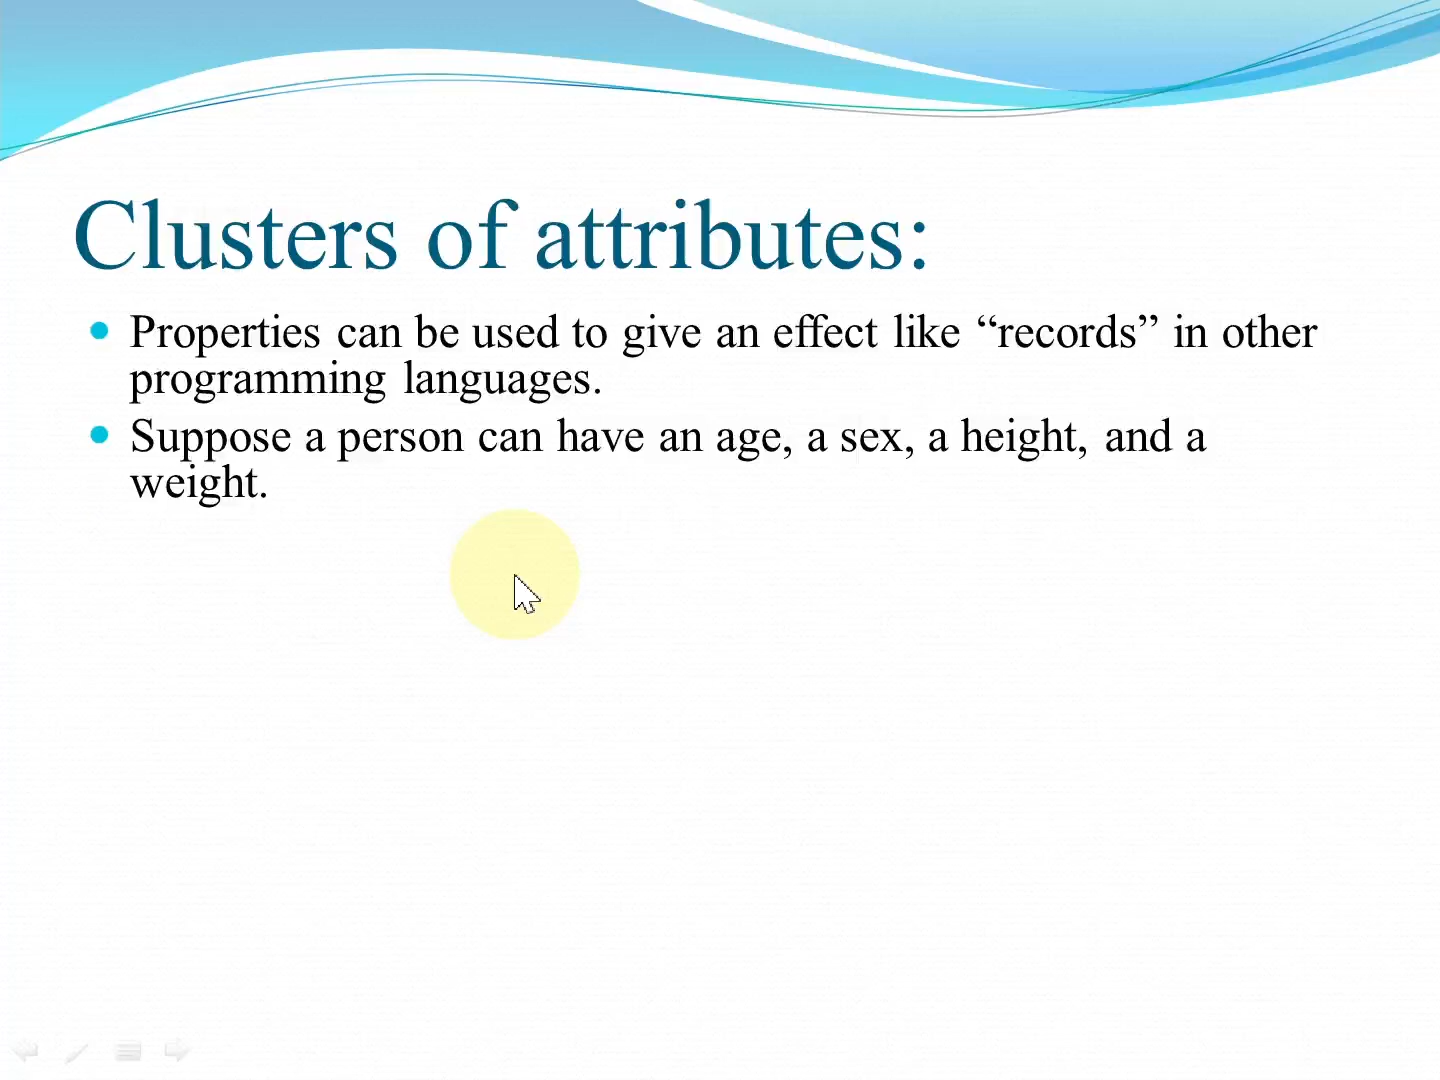 Clusters of attributes:
Properties can be used to give an effect like “records” in other
programming languages.
Suppose a person can have an age, a sex, a height, and a
weight.